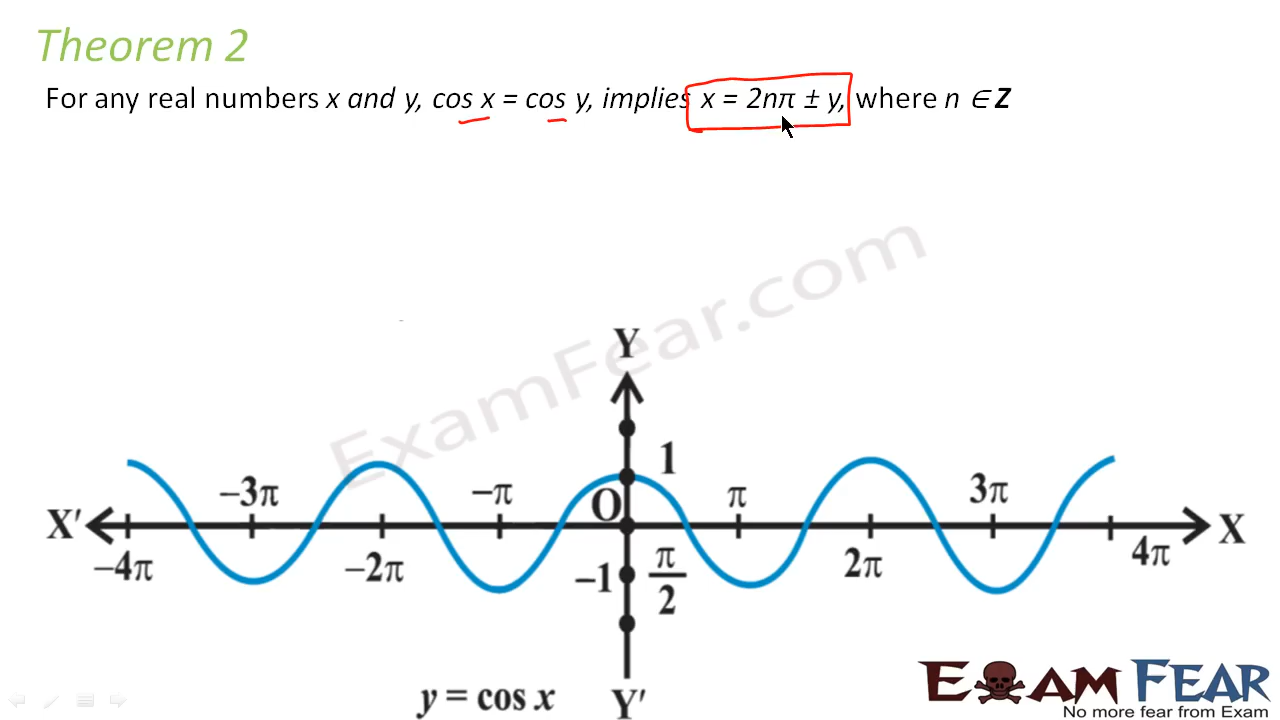 Theorem 2
For any real numbers x and y, cos x = cos y, implies x = 2nπ ± y, where n ∈ Z
ExamFear.com
Y
1
−3π −π O π 3π
X′ X
−4π −2π −1 π/2 2π 4π
y = cos x Y′
EXAM FEAR
No more fear from Exam